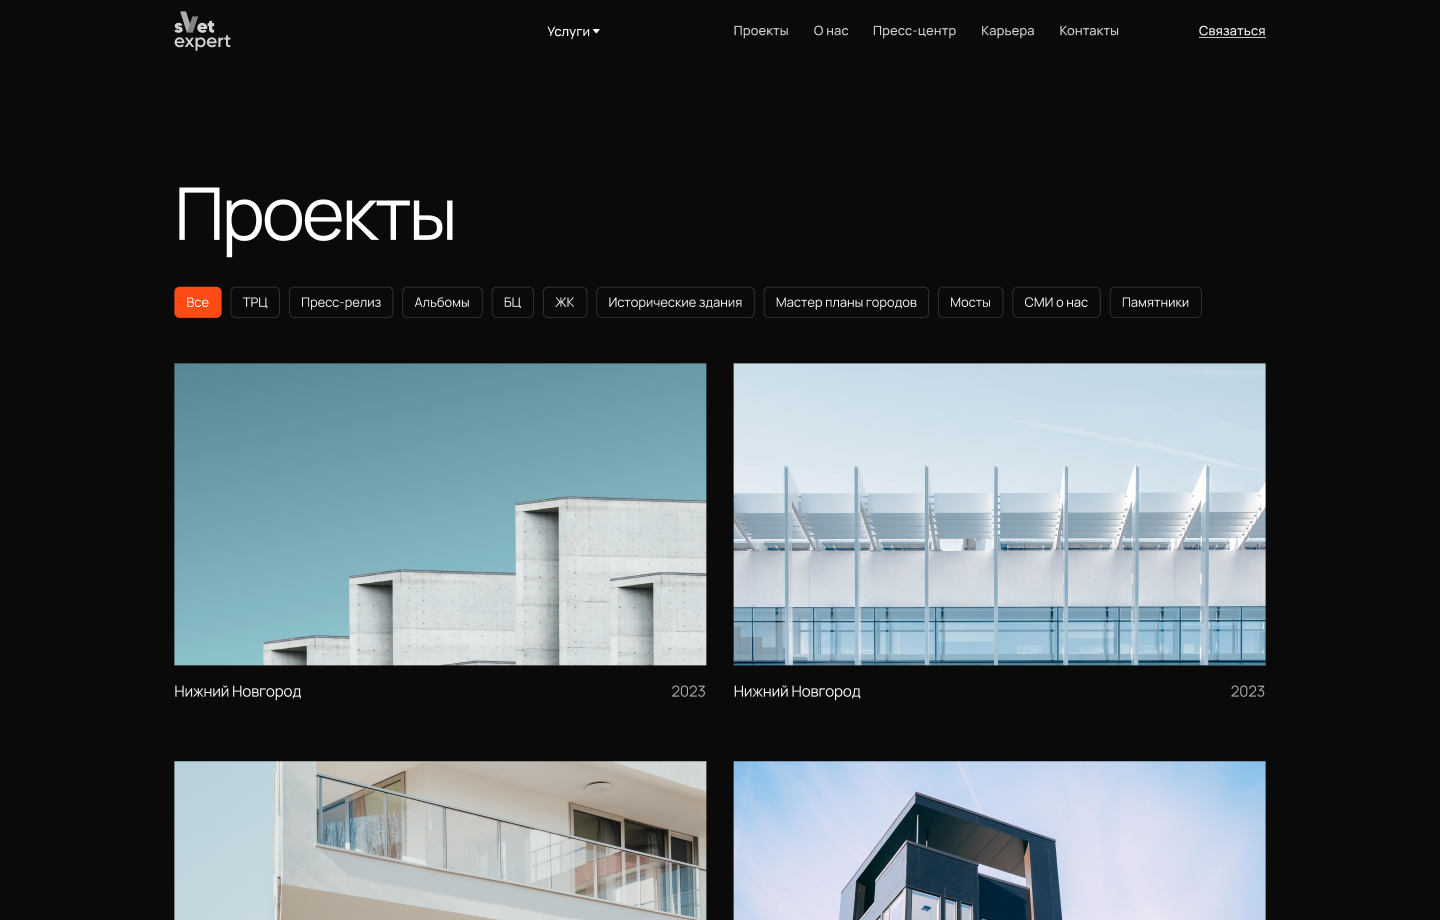 sVet
expert
Услуги
Проекты
О нас
Пресс-центр
Карьера
Контакты
Связаться
Проекты
Все
ТРЦ
Пресс-релиз
Альбомы
БЦ
ЖК
Исторические здания
Мастер планы городов
Мосты
СМИ о нас
Памятники
Нижний Новгород
2023
Нижний Новгород
2023